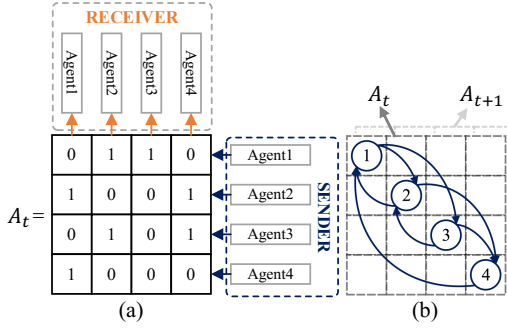 RECEIVER
Agent1
Agent2
Agent3
Agent4
A_t=
0 1 1 0
1 0 0 1
0 1 0 1
1 0 0 0
Agent1
Agent2
Agent3
Agent4
SENDER
(a)
A_t
A_{t+1}
1
2
3
4
(b)